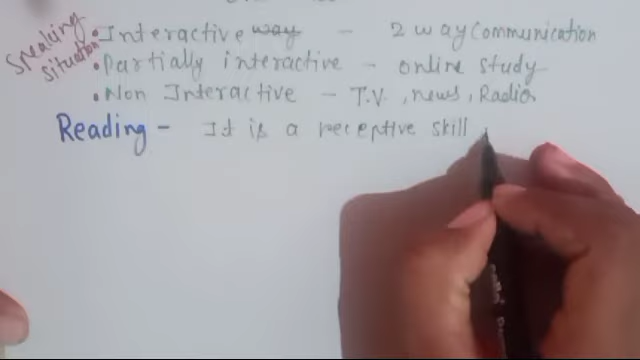 Speaking
situation
• Interactive way - 2 way Communication
• Partially interactive - online study
• Non Interactive - T.V., news, Radio
Reading - It is a receptive skill